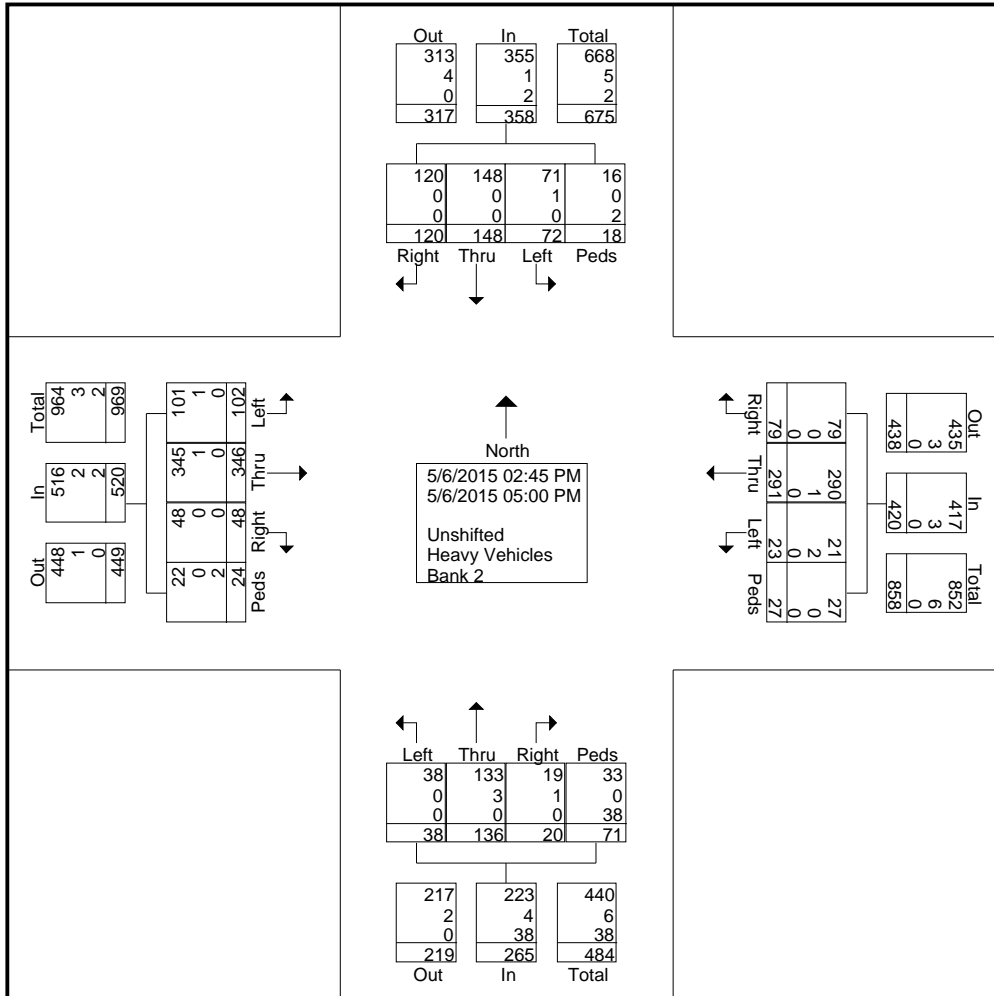 Out In Total
313 355 668
4 1 5
0 2 2
317 358 675
120 148 71 16
0 0 1 0
0 0 0 2
120 148 72 18
Right Thru Left Peds
Total
964
3
2
969
In
516
2
2
520
Out
448
1
0
449
101
1
0
102
Left
345
1
0
346
Thru
48
0
0
48
Right
22
0
2
24
Peds
North
5/6/2015 02:45 PM
5/6/2015 05:00 PM
Unshifted
Heavy Vehicles
Bank 2
Right
79
0
0
79
Thru
290
1
0
291
Left
21
2
0
23
Peds
27
0
0
27
Out
435
3
0
438
In
417
3
0
420
Total
852
6
0
858
Left Thru Right Peds
38 133 19 33
0 3 1 0
0 0 0 38
38 136 20 71
217 223 440
2 4 6
0 38 38
219 265 484
Out In Total